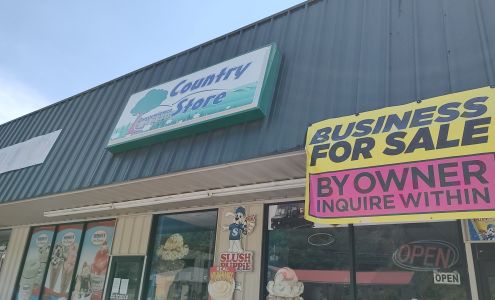 Country
Store
BUSINESS
FOR SALE
BY OWNER
INQUIRE WITHIN
SLUSH
PUPPiE
OPEN
OPEN